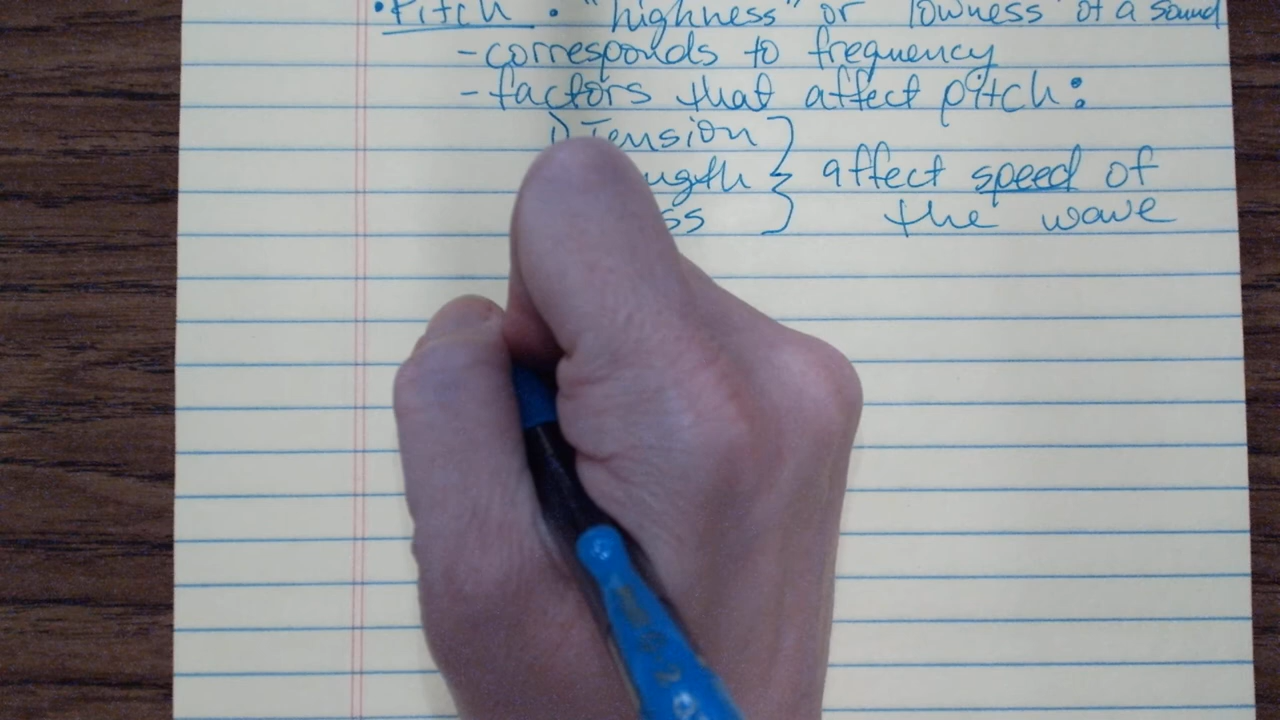 • Pitch • "highness" or "lowness" of a sound
- corresponds to frequency
- factors that affect pitch:
Tension
affect speed of
the wave